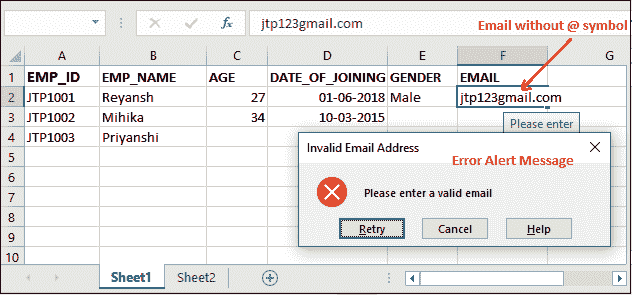 fx jtp123gmail.com
Email without @ symbol
A B C D E F G
1 EMP_ID EMP_NAME AGE DATE_OF_JOINING GENDER EMAIL
2 JTP1001 Reyansh 27 01-06-2018 Male jtp123gmail.com
3 JTP1002 Mihika 34 10-03-2015
Please enter
4 JTP1003 Priyanshi
Invalid Email Address
Error Alert Message
Please enter a valid email
Retry Cancel Help
5
6
7
8
9
10
Sheet1 Sheet2